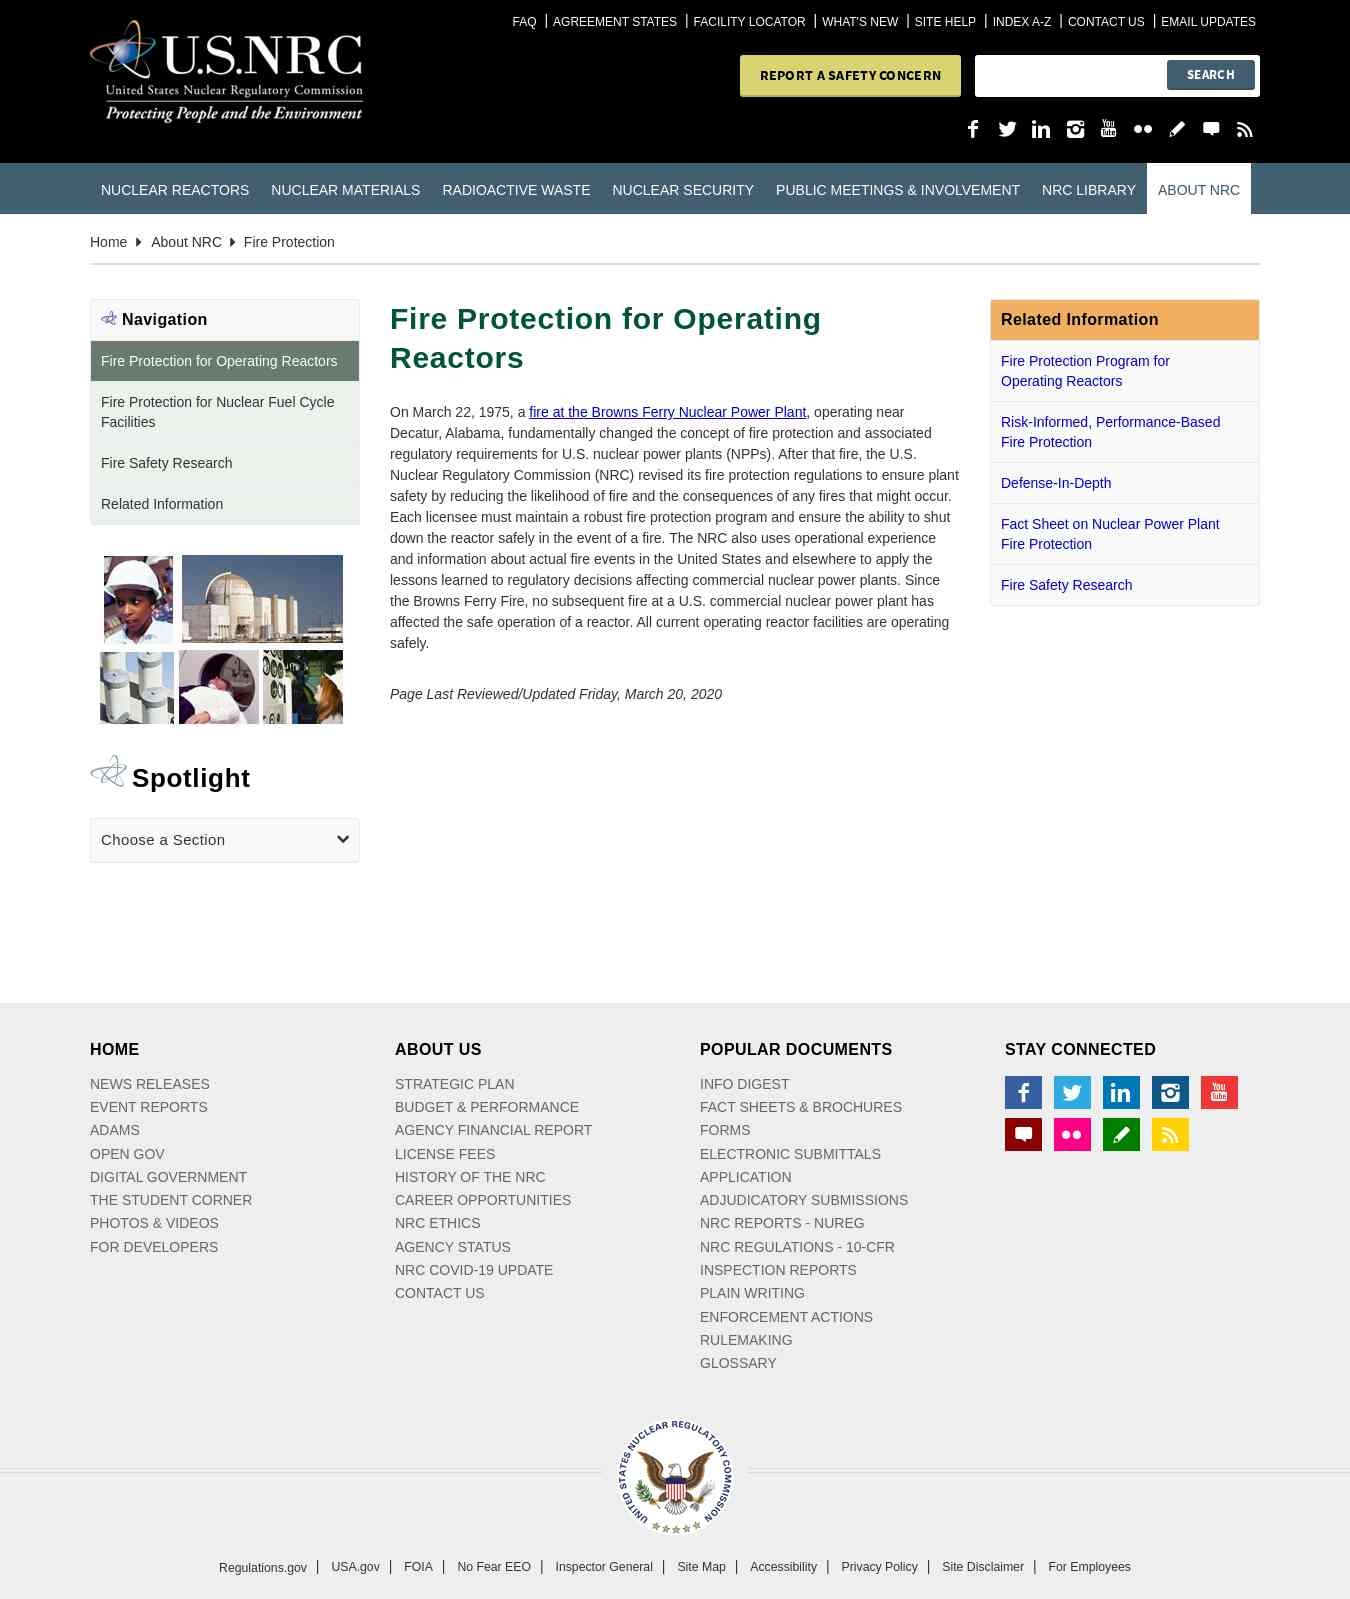 FAQ | AGREEMENT STATES | FACILITY LOCATOR | WHAT'S NEW | SITE HELP | INDEX A-Z | CONTACT US | EMAIL UPDATES
U.S.NRC
United States Nuclear Regulatory Commission
Protecting People and the Environment
REPORT A SAFETY CONCERN
SEARCH
You
Tube
NUCLEAR REACTORS NUCLEAR MATERIALS RADIOACTIVE WASTE NUCLEAR SECURITY PUBLIC MEETINGS & INVOLVEMENT NRC LIBRARY ABOUT NRC
Home About NRC Fire Protection
Navigation
Fire Protection for Operating Reactors
Fire Protection for Nuclear Fuel Cycle
Facilities
Fire Safety Research
Related Information
Spotlight
Choose a Section
Fire Protection for Operating
Reactors
On March 22, 1975, a fire at the Browns Ferry Nuclear Power Plant, operating near
Decatur, Alabama, fundamentally changed the concept of fire protection and associated
regulatory requirements for U.S. nuclear power plants (NPPs). After that fire, the U.S.
Nuclear Regulatory Commission (NRC) revised its fire protection regulations to ensure plant
safety by reducing the likelihood of fire and the consequences of any fires that might occur.
Each licensee must maintain a robust fire protection program and ensure the ability to shut
down the reactor safely in the event of a fire. The NRC also uses operational experience
and information about actual fire events in the United States and elsewhere to apply the
lessons learned to regulatory decisions affecting commercial nuclear power plants. Since
the Browns Ferry Fire, no subsequent fire at a U.S. commercial nuclear power plant has
affected the safe operation of a reactor. All current operating reactor facilities are operating
safely.
Page Last Reviewed/Updated Friday, March 20, 2020
Related Information
Fire Protection Program for
Operating Reactors
Risk-Informed, Performance-Based
Fire Protection
Defense-In-Depth
Fact Sheet on Nuclear Power Plant
Fire Protection
Fire Safety Research
HOME
NEWS RELEASES
EVENT REPORTS
ADAMS
OPEN GOV
DIGITAL GOVERNMENT
THE STUDENT CORNER
PHOTOS & VIDEOS
FOR DEVELOPERS
ABOUT US
STRATEGIC PLAN
BUDGET & PERFORMANCE
AGENCY FINANCIAL REPORT
LICENSE FEES
HISTORY OF THE NRC
CAREER OPPORTUNITIES
NRC ETHICS
AGENCY STATUS
NRC COVID-19 UPDATE
CONTACT US
POPULAR DOCUMENTS
INFO DIGEST
FACT SHEETS & BROCHURES
FORMS
ELECTRONIC SUBMITTALS
APPLICATION
ADJUDICATORY SUBMISSIONS
NRC REPORTS - NUREG
NRC REGULATIONS - 10-CFR
INSPECTION REPORTS
PLAIN WRITING
ENFORCEMENT ACTIONS
RULEMAKING
GLOSSARY
STAY CONNECTED
You
Tube
UNITED STATES NUCLEAR REGULATORY COMMISSION
Regulations.gov | USA.gov | FOIA | No Fear EEO | Inspector General | Site Map | Accessibility | Privacy Policy | Site Disclaimer | For Employees